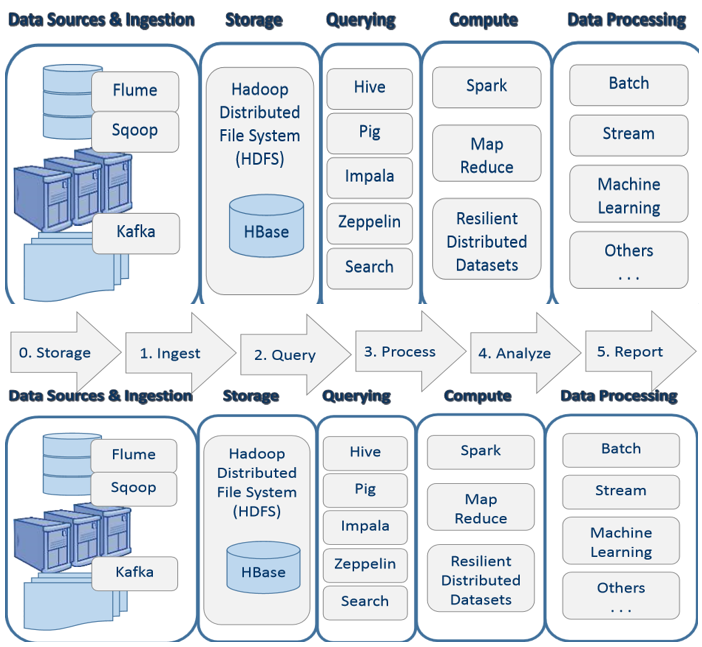 Data Sources & Ingestion
Storage
Querying
Compute
Data Processing
Flume
Sqoop
Kafka
Hadoop
Distributed
File System
(HDFS)
HBase
Hive
Pig
Impala
Zeppelin
Search
Spark
Map
Reduce
Resilient
Distributed
Datasets
Batch
Stream
Machine
Learning
Others
. . .
0. Storage
1. Ingest
2. Query
3. Process
4. Analyze
5. Report
Data Sources & Ingestion
Storage
Querying
Compute
Data Processing
Flume
Sqoop
Kafka
Hadoop
Distributed
File System
(HDFS)
HBase
Hive
Pig
Impala
Zeppelin
Search
Spark
Map
Reduce
Resilient
Distributed
Datasets
Batch
Stream
Machine
Learning
Others
. . .